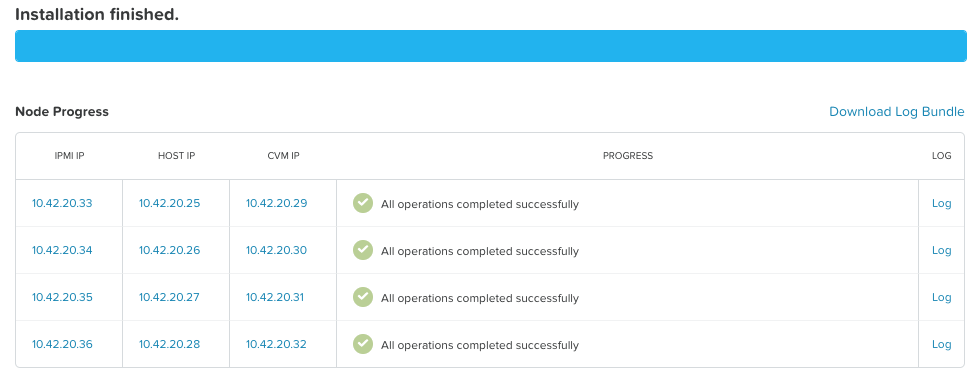 Installation finished.
Node Progress Download Log Bundle
IPMI IP HOST IP CVM IP PROGRESS LOG
10.42.20.33 10.42.20.25 10.42.20.29 All operations completed successfully Log
10.42.20.34 10.42.20.26 10.42.20.30 All operations completed successfully Log
10.42.20.35 10.42.20.27 10.42.20.31 All operations completed successfully Log
10.42.20.36 10.42.20.28 10.42.20.32 All operations completed successfully Log